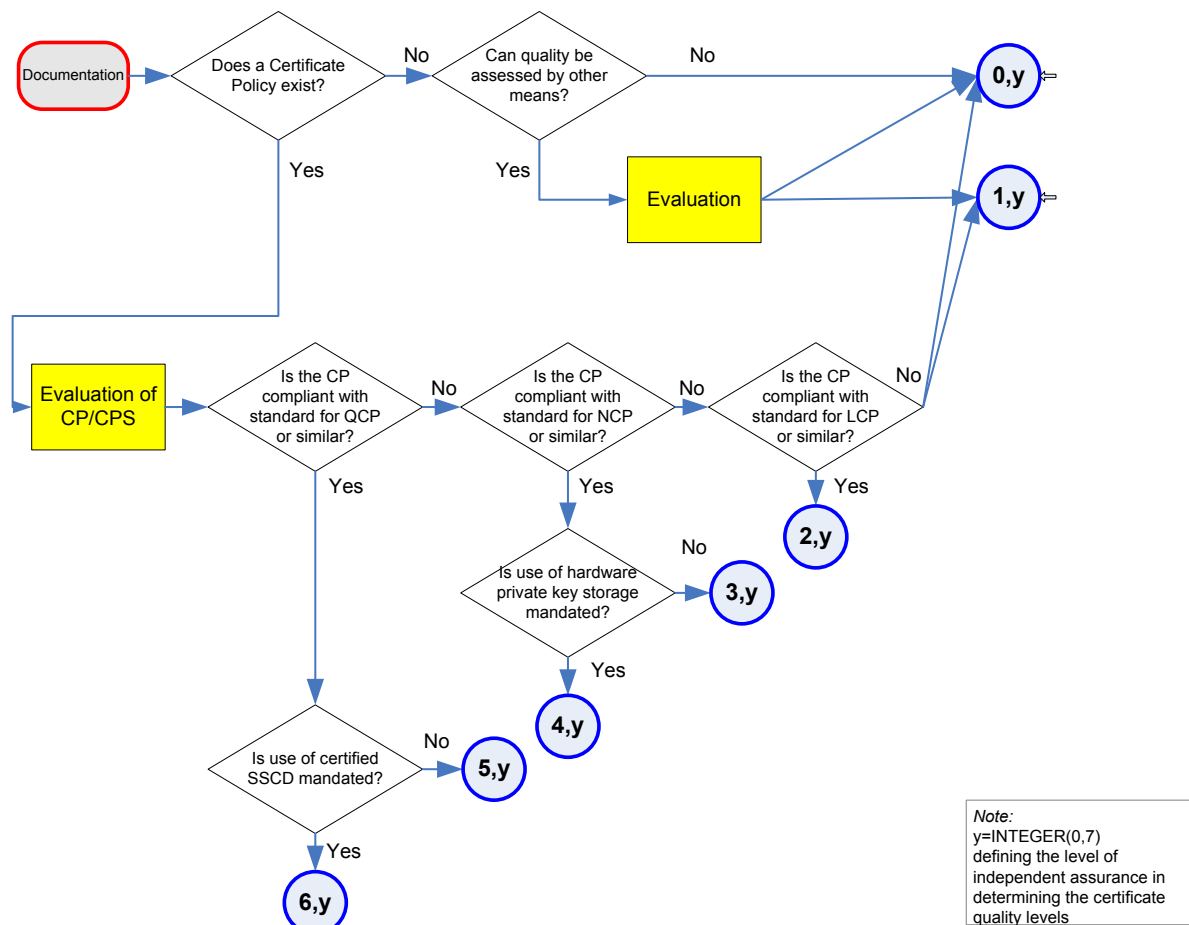 Documentation
Does a Certificate
Policy exist?
No
Can quality be
assessed by other
means?
No
0,y
Yes
Yes
Evaluation
1,y
Evaluation of
CP/CPS
Is the CP
compliant with
standard for QCP
or similar?
No
Is the CP
compliant with
standard for NCP
or similar?
No
Is the CP
compliant with
standard for LCP
or similar?
No
Yes
Yes
Yes
2,y
Is use of hardware
private key storage
mandated?
No
3,y
Yes
4,y
Is use of certified
SSCD mandated?
No
5,y
Yes
6,y
Note:
y=INTEGER(0,7)
defining the level of
independent assurance in
determining the certificate
quality levels